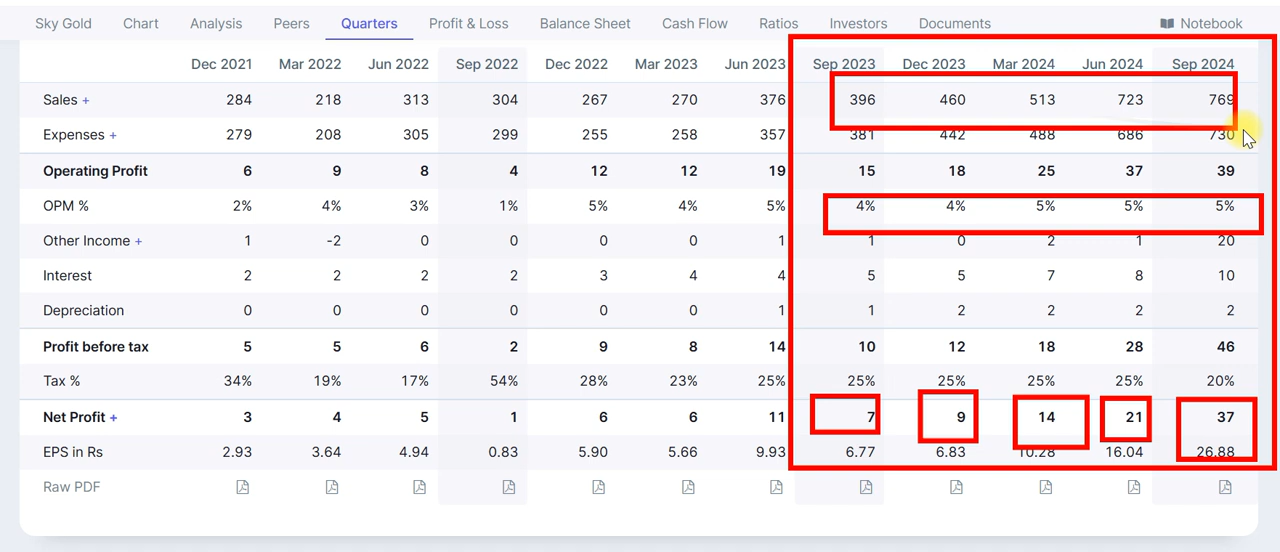 Sky Gold Chart Analysis Peers Quarters Profit & Loss Balance Sheet Cash Flow Ratios Investors Documents Notebook
Dec 2021 Mar 2022 Jun 2022 Sep 2022 Dec 2022 Mar 2023 Jun 2023 Sep 2023 Dec 2023 Mar 2024 Jun 2024 Sep 2024
Sales + 284 218 313 304 267 270 376 396 460 513 723 769
Expenses + 279 208 305 299 255 258 357 381 442 488 686 730
Operating Profit 6 9 8 4 12 12 19 15 18 25 37 39
OPM % 2% 4% 3% 1% 5% 4% 5% 4% 4% 5% 5% 5%
Other Income + 1 -2 0 0 0 0 1 1 0 2 1 20
Interest 2 2 2 2 3 4 4 5 5 7 8 10
Depreciation 0 0 0 0 0 0 1 1 2 2 2 2
Profit before tax 5 5 6 2 9 8 14 10 12 18 28 46
Tax % 34% 19% 17% 54% 28% 23% 25% 25% 25% 25% 25% 20%
Net Profit + 3 4 5 1 6 6 11 7 9 14 21 37
EPS in Rs 2.93 3.64 4.94 0.83 5.90 5.66 9.93 6.77 6.83 10.28 16.04 26.88
Raw PDF